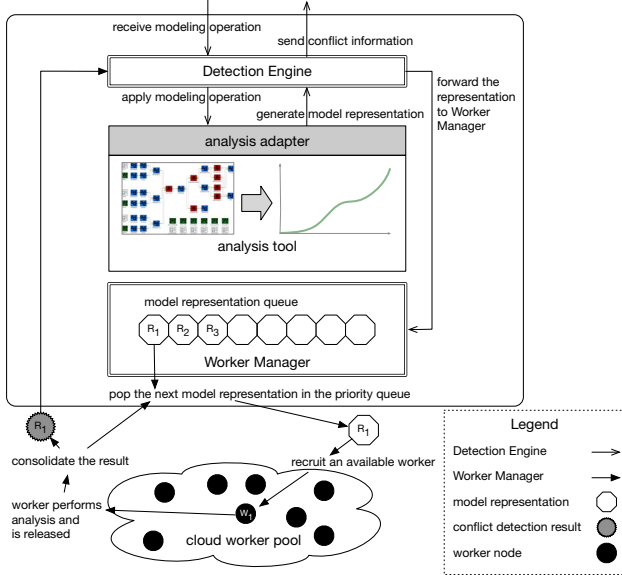 receive modeling operation
send conflict information
Detection Engine
apply modeling operation
generate model representation
forward the
representation
to Worker
Manager
analysis adapter
analysis tool
model representation queue
R1 R2 R3
Worker Manager
pop the next model representation in the priority queue
R1
R1
consolidate the result
recruit an available worker
worker performs
analysis and
is released
W1
cloud worker pool
Legend
Detection Engine
Worker Manager
model representation
conflict detection result
worker node